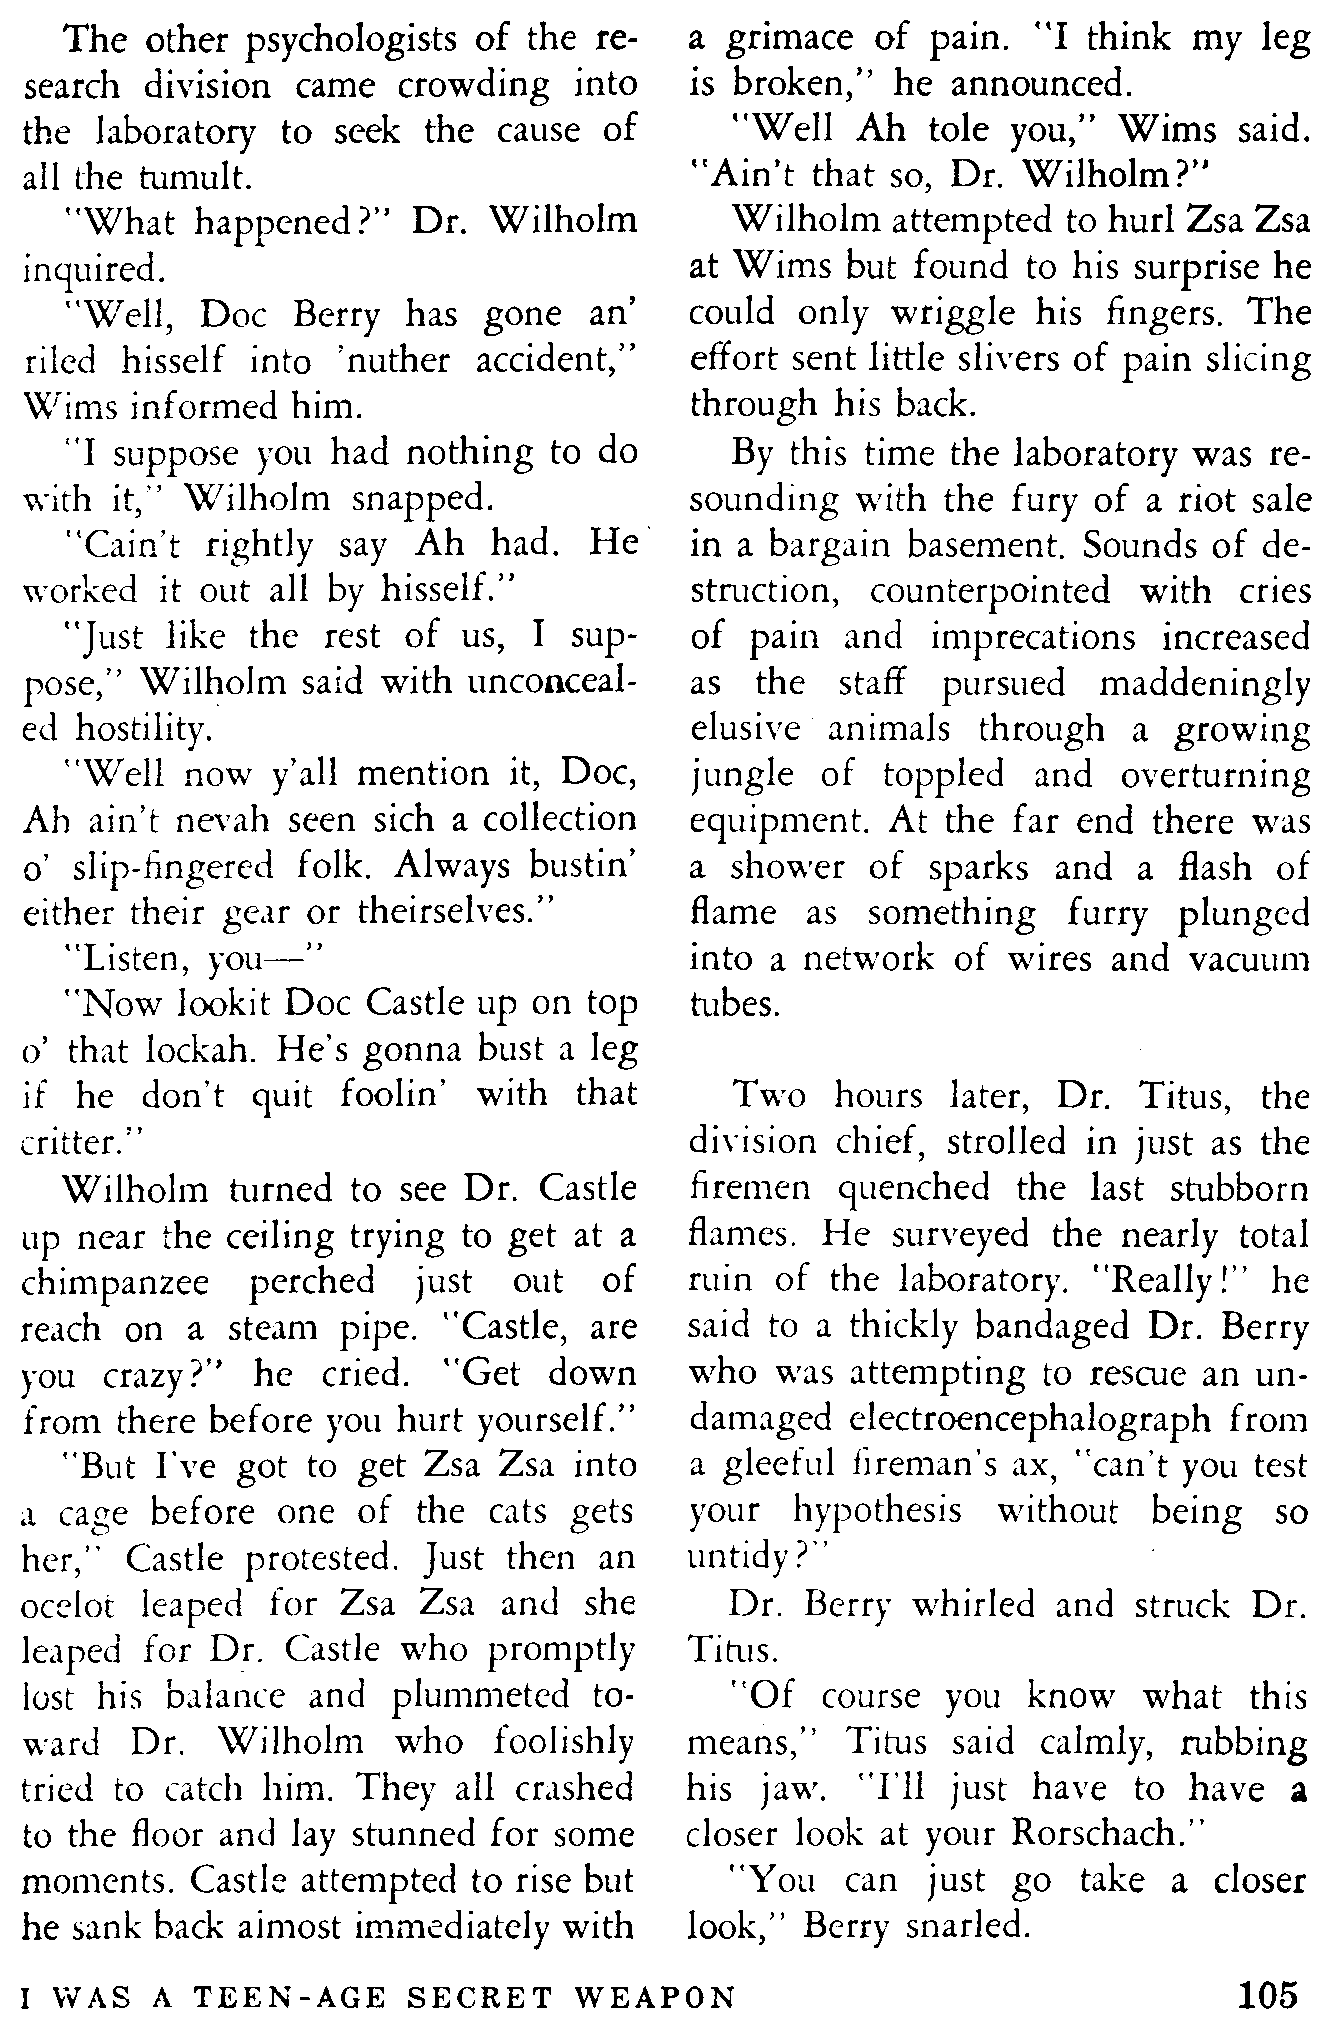 The other psychologists of the re-
search division came crowding into
the laboratory to seek the cause of
all the tumult.
"What happened?" Dr. Wilholm
inquired.
"Well, Doc Berry has gone an'
riled hisself into 'nuther accident,"
Wims informed him.
"I suppose you had nothing to do
with it," Wilholm snapped.
"Cain't rightly say Ah had. He
worked it out all by hisself."
"Just like the rest of us, I sup-
pose," Wilholm said with unconceal-
ed hostility.
"Well now y'all mention it, Doc,
Ah ain't nevah seen sich a collection
o' slip-fingered folk. Always bustin'
either their gear or theirselves."
"Listen, you—"
"Now lookit Doc Castle up on top
o' that lockah. He's gonna bust a leg
if he don't quit foolin' with that
critter."
Wilholm turned to see Dr. Castle
up near the ceiling trying to get at a
chimpanzee perched just out of
reach on a steam pipe. "Castle, are
you crazy?" he cried. "Get down
from there before you hurt yourself."
"But I've got to get Zsa Zsa into
a cage before one of the cats gets
her," Castle protested. Just then an
ocelot leaped for Zsa Zsa and she
leaped for Dr. Castle who promptly
lost his balance and plummeted to-
ward Dr. Wilholm who foolishly
tried to catch him. They all crashed
to the floor and lay stunned for some
moments. Castle attempted to rise but
he sank back almost immediately with
a grimace of pain. "I think my leg
is broken," he announced.
"Well Ah tole you," Wims said.
"Ain't that so, Dr. Wilholm?"
Wilholm attempted to hurl Zsa Zsa
at Wims but found to his surprise he
could only wriggle his fingers. The
effort sent little slivers of pain slicing
through his back.
By this time the laboratory was re-
sounding with the fury of a riot sale
in a bargain basement. Sounds of de-
struction, counterpointed with cries
of pain and imprecations increased
as the staff pursued maddeningly
elusive animals through a growing
jungle of toppled and overturning
equipment. At the far end there was
a shower of sparks and a flash of
flame as something furry plunged
into a network of wires and vacuum
tubes.
Two hours later, Dr. Titus, the
division chief, strolled in just as the
firemen quenched the last stubborn
flames. He surveyed the nearly total
ruin of the laboratory. "Really!" he
said to a thickly bandaged Dr. Berry
who was attempting to rescue an un-
damaged electroencephalograph from
a gleeful fireman's ax, "can't you test
your hypothesis without being so
untidy?"
Dr. Berry whirled and struck Dr.
Titus.
"Of course you know what this
means," Titus said calmly, rubbing
his jaw. "I'll just have to have a
closer look at your Rorschach."
"You can just go take a closer
look," Berry snarled.
I WAS A TEEN-AGE SECRET WEAPON 105